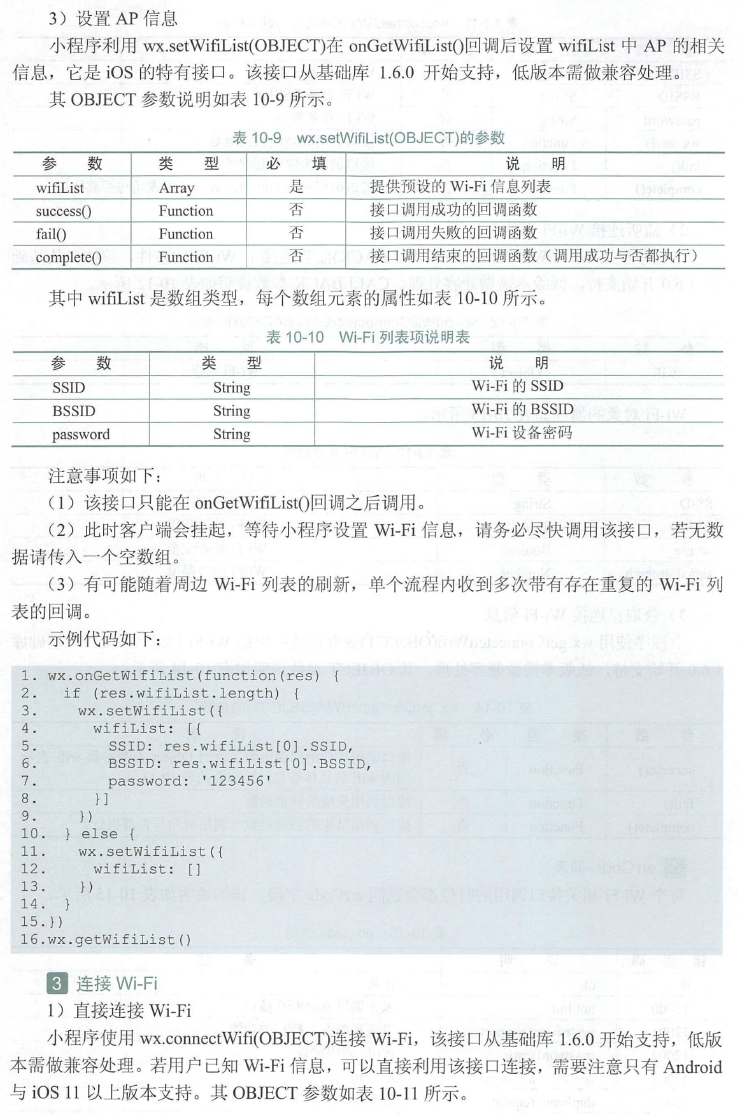 3）设置 AP 信息
小程序利用 wx.setWifiList(OBJECT)在 onGetWifiList()回调后设置 wifiList 中 AP 的相关
信息，它是 iOS 的特有接口。该接口从基础库 1.6.0 开始支持，低版本需做兼容处理。
其 OBJECT 参数说明如表 10-9 所示。
表 10-9 wx.setWifiList(OBJECT)的参数
参 数 类 型 必 填 说 明
wifiList Array 是 提供预设的 Wi-Fi 信息列表
success() Function 否 接口调用成功的回调函数
fail() Function 否 接口调用失败的回调函数
complete() Function 否 接口调用结束的回调函数（调用成功与否都执行）
其中 wifiList 是数组类型，每个数组元素的属性如表 10-10 所示。
表 10-10 Wi-Fi 列表项说明表
参 数 类 型 说 明
SSID String Wi-Fi 的 SSID
BSSID String Wi-Fi 的 BSSID
password String Wi-Fi 设备密码
注意事项如下：
（1）该接口只能在 onGetWifiList()回调之后调用。
（2）此时客户端会挂起，等待小程序设置 Wi-Fi 信息，请务必尽快调用该接口，若无数
据请传入一个空数组。
（3）有可能随着周边 Wi-Fi 列表的刷新，单个流程内收到多次带有存在重复的 Wi-Fi 列
表的回调。
示例代码如下：
1. wx.onGetWifiList(function(res) {
2. if (res.wifiList.length) {
3. wx.setWifiList({
4. wifiList: [{
5. SSID: res.wifiList[0].SSID,
6. BSSID: res.wifiList[0].BSSID,
7. password: '123456'
8. }]
9. })
10. } else {
11. wx.setWifiList({
12. wifiList: []
13. })
14. }
15.})
16.wx.getWifiList()
3 连接 Wi-Fi
1）直接连接 Wi-Fi
小程序使用 wx.connectWifi(OBJECT)连接 Wi-Fi，该接口从基础库 1.6.0 开始支持，低版
本需做兼容处理。若用户已知 Wi-Fi 信息，可以直接利用该接口连接，需要注意只有 Android
与 iOS 11 以上版本支持。其 OBJECT 参数如表 10-11 所示。